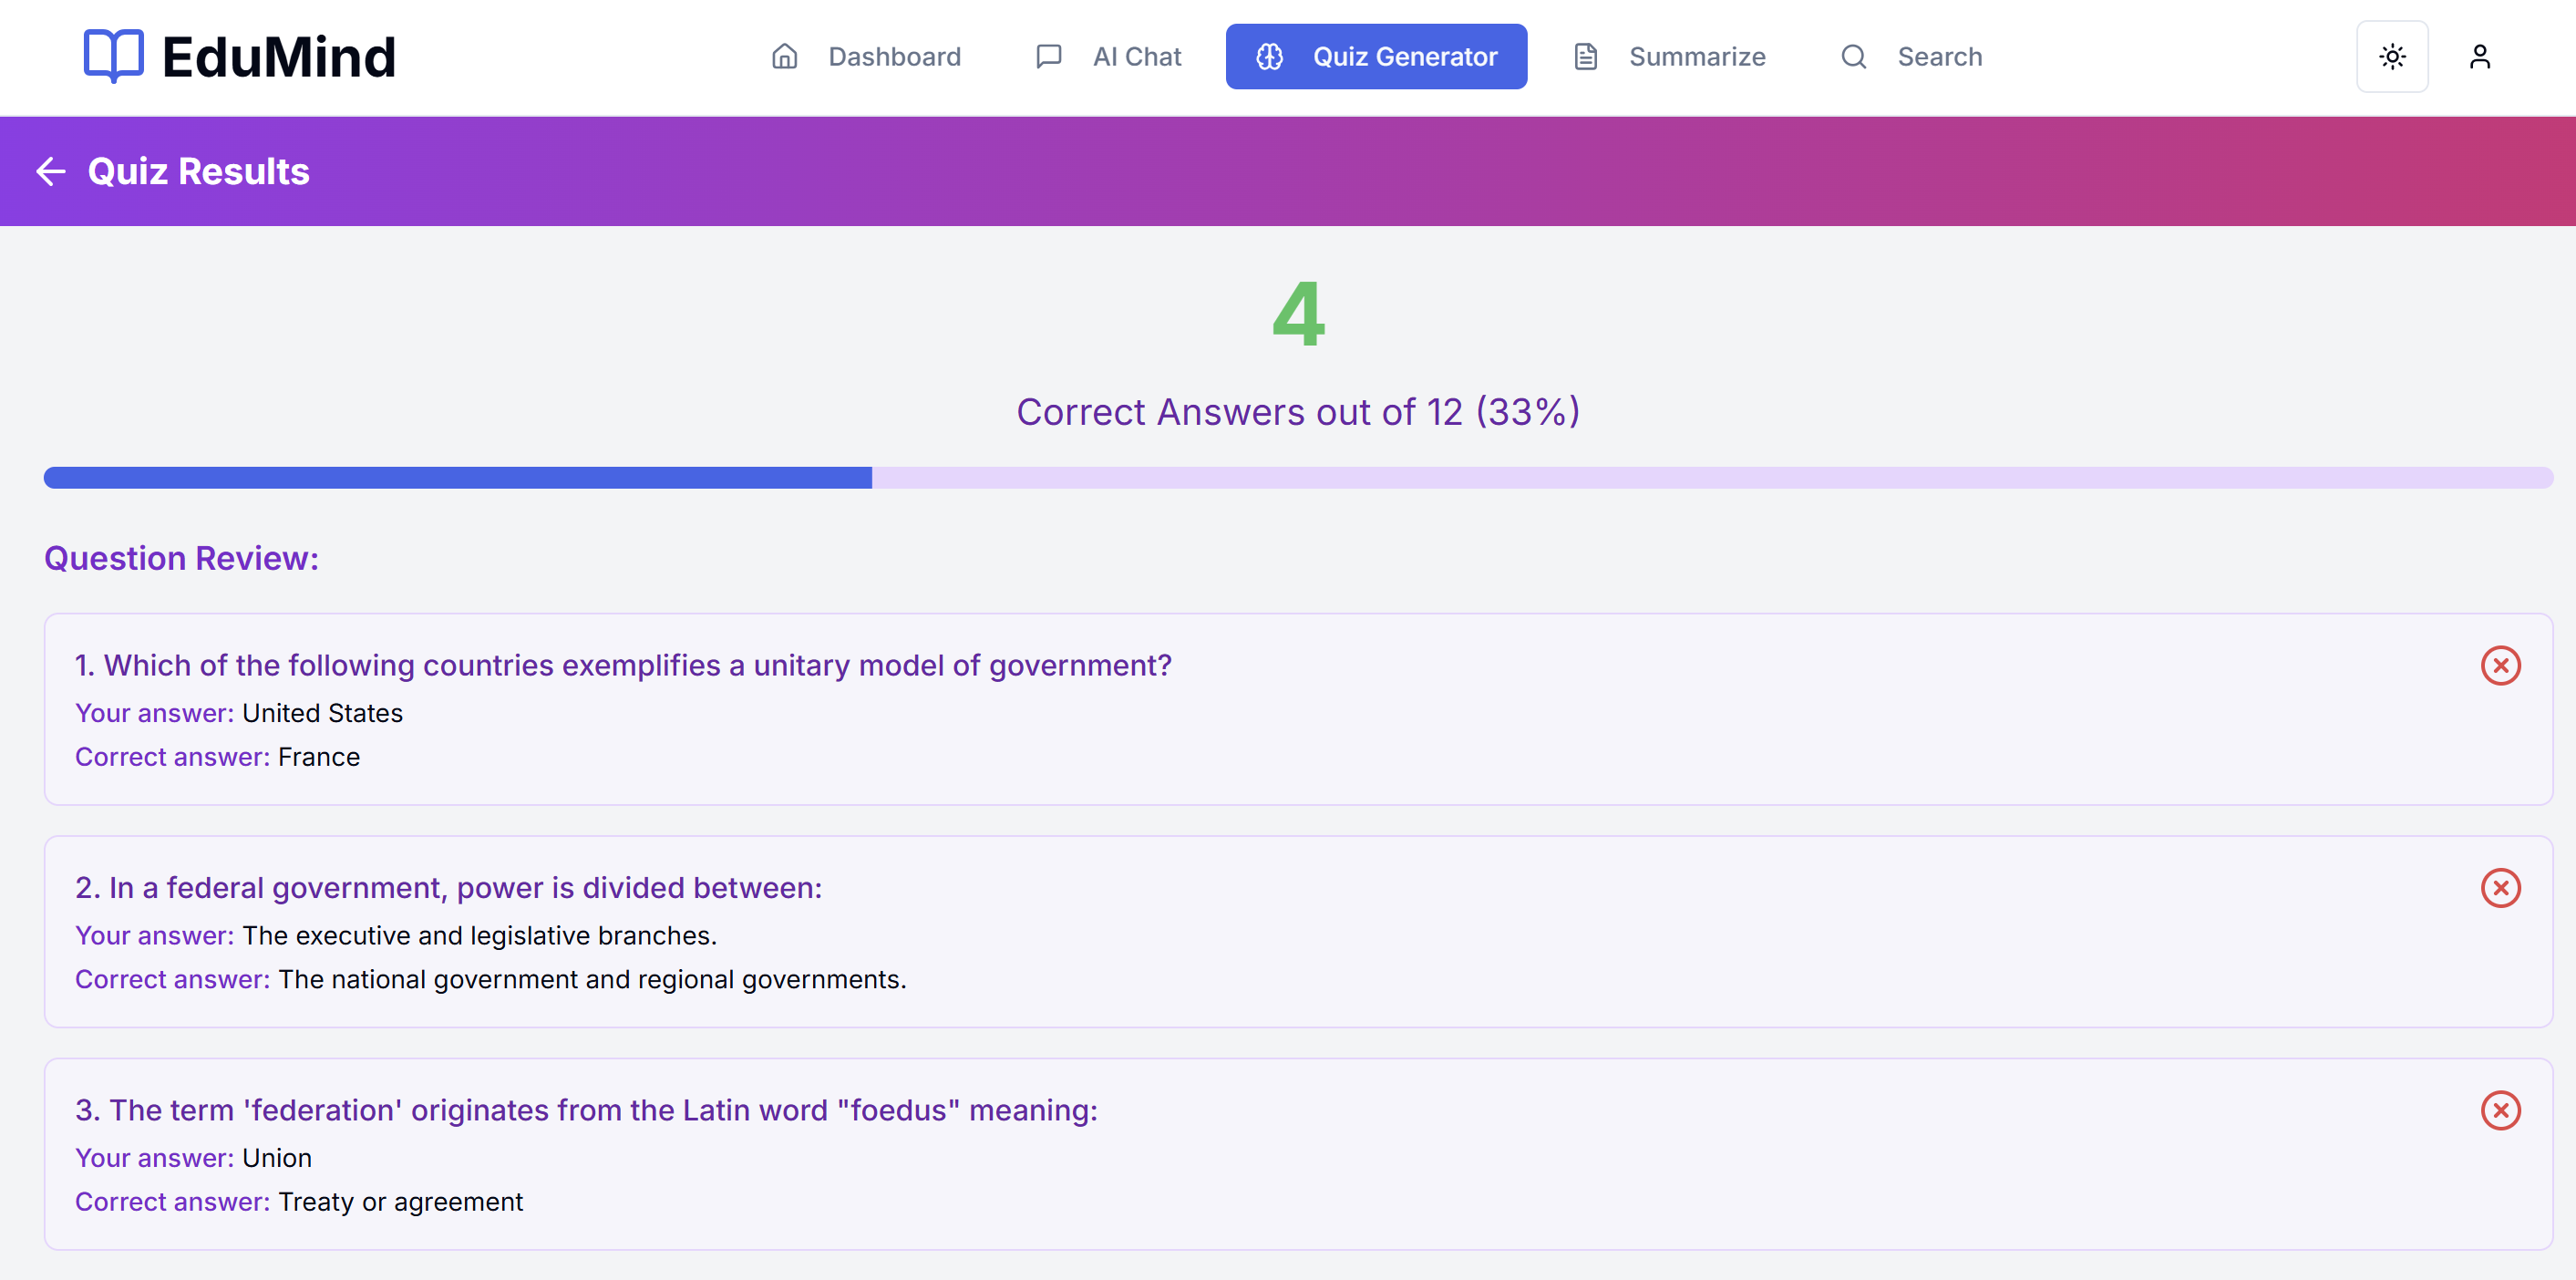 EduMind
Dashboard
AI Chat
Quiz Generator
Summarize
Search
Quiz Results
4
Correct Answers out of 12 (33%)
Question Review:
1. Which of the following countries exemplifies a unitary model of government?
Your answer: United States
Correct answer: France
2. In a federal government, power is divided between:
Your answer: The executive and legislative branches.
Correct answer: The national government and regional governments.
3. The term 'federation' originates from the Latin word "foedus" meaning:
Your answer: Union
Correct answer: Treaty or agreement